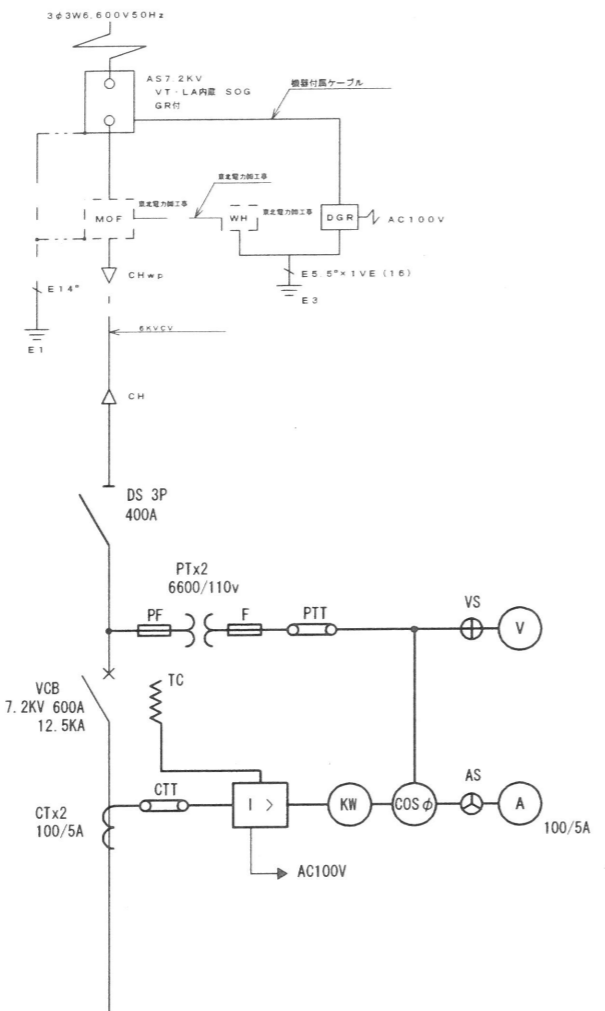 3φ3W6,600V50Hz
AS7.2KV
VT・LA内蔵 SOG
GR付
機器付属ケーブル
東北電力㈱工事
東北電力㈱工事
東北電力㈱工事
MOF
WH
DGR
AC100V
CHwp
E5.5°×1VE(16)
E3
E14°
E1
6KVCV
CH
DS 3P
400A
PTx2
6600/110v
PF
F
PTT
VS
V
VCB
7.2KV 600A
12.5KA
TC
CTT
I >
KW
COSφ
AS
A
100/5A
CTx2
100/5A
AC100V